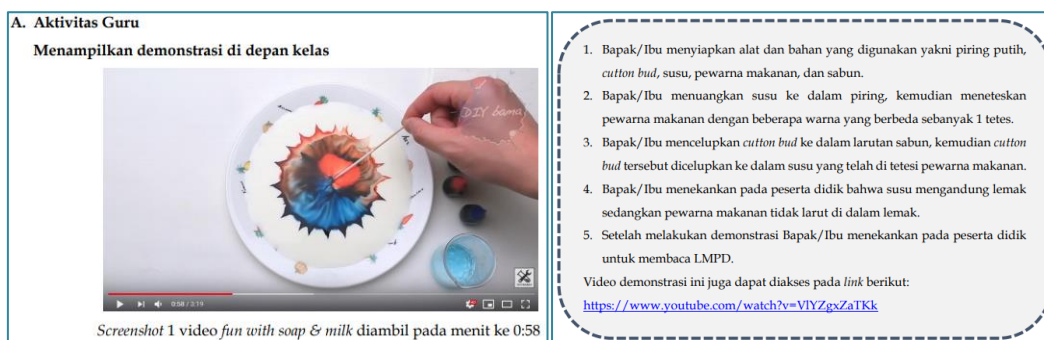 A. Aktivitas Guru
Menampilkan demonstrasi di depan kelas
DIY bama
0:58 / 3:19
Screenshot 1 video fun with soap & milk diambil pada menit ke 0:58
1. Bapak/Ibu menyiapkan alat dan bahan yang digunakan yakni piring putih,
cutton bud, susu, pewarna makanan, dan sabun.
2. Bapak/Ibu menuangkan susu ke dalam piring, kemudian meneteskan
pewarna makanan dengan beberapa warna yang berbeda sebanyak 1 tetes.
3. Bapak/Ibu mencelupkan cutton bud ke dalam larutan sabun, kemudian cutton
bud tersebut dicelupkan ke dalam susu yang telah di tetesi pewarna makanan.
4. Bapak/Ibu menekankan pada peserta didik bahwa susu mengandung lemak
sedangkan pewarna makanan tidak larut di dalam lemak.
5. Setelah melakukan demonstrasi Bapak/Ibu menekankan pada peserta didik
untuk membaca LMPD.
Video demonstrasi ini juga dapat diakses pada link berikut:
https://www.youtube.com/watch?v=VlYZgxZaTKk